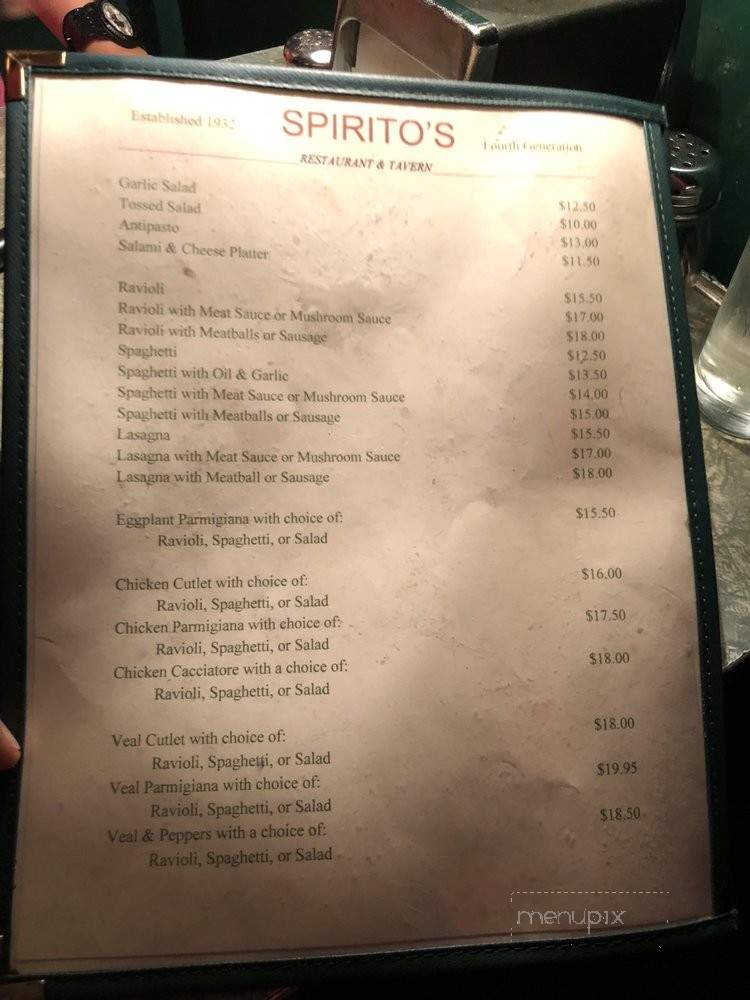 Established 1932 SPIRITO'S Fourth Generation
RESTAURANT & TAVERN
Garlic Salad $12.50
Tossed Salad $10.00
Antipasto $13.00
Salami & Cheese Platter $11.50
Ravioli $15.50
Ravioli with Meat Sauce or Mushroom Sauce $17.00
Ravioli with Meatballs or Sausage $18.00
Spaghetti $12.50
Spaghetti with Oil & Garlic $13.50
Spaghetti with Meat Sauce or Mushroom Sauce $14.00
Spaghetti with Meatballs or Sausage $15.00
Lasagna $15.50
Lasagna with Meat Sauce or Mushroom Sauce $17.00
Lasagna with Meatball or Sausage $18.00
Eggplant Parmigiana with choice of: $15.50
Ravioli, Spaghetti, or Salad
Chicken Cutlet with choice of: $16.00
Ravioli, Spaghetti, or Salad
Chicken Parmigiana with choice of: $17.50
Ravioli, Spaghetti, or Salad
Chicken Cacciatore with a choice of: $18.00
Ravioli, Spaghetti, or Salad
Veal Cutlet with choice of: $18.00
Ravioli, Spaghetti, or Salad
Veal Parmigiana with choice of: $19.95
Ravioli, Spaghetti, or Salad
Veal & Peppers with a choice of: $18.50
Ravioli, Spaghetti, or Salad
menupix